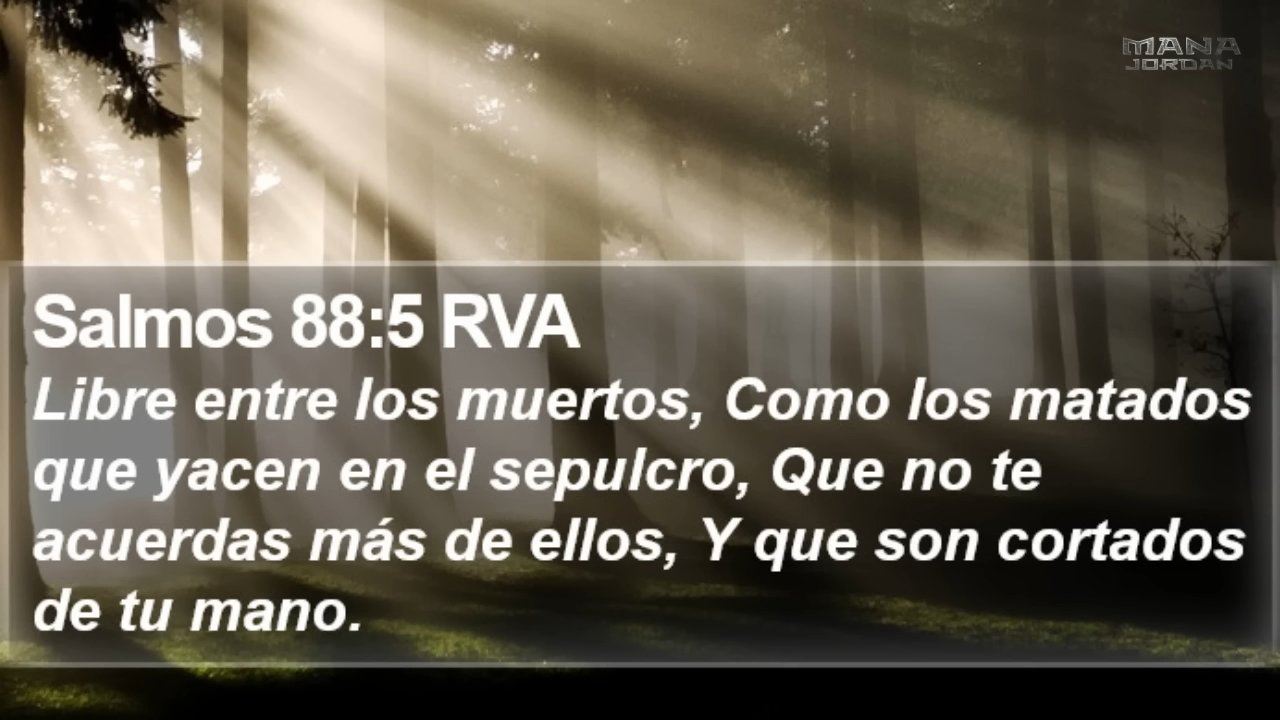 MANA
JORDAN
Salmos 88:5 RVA
Libre entre los muertos, Como los matados
que yacen en el sepulcro, Que no te
acuerdas más de ellos, Y que son cortados
de tu mano.